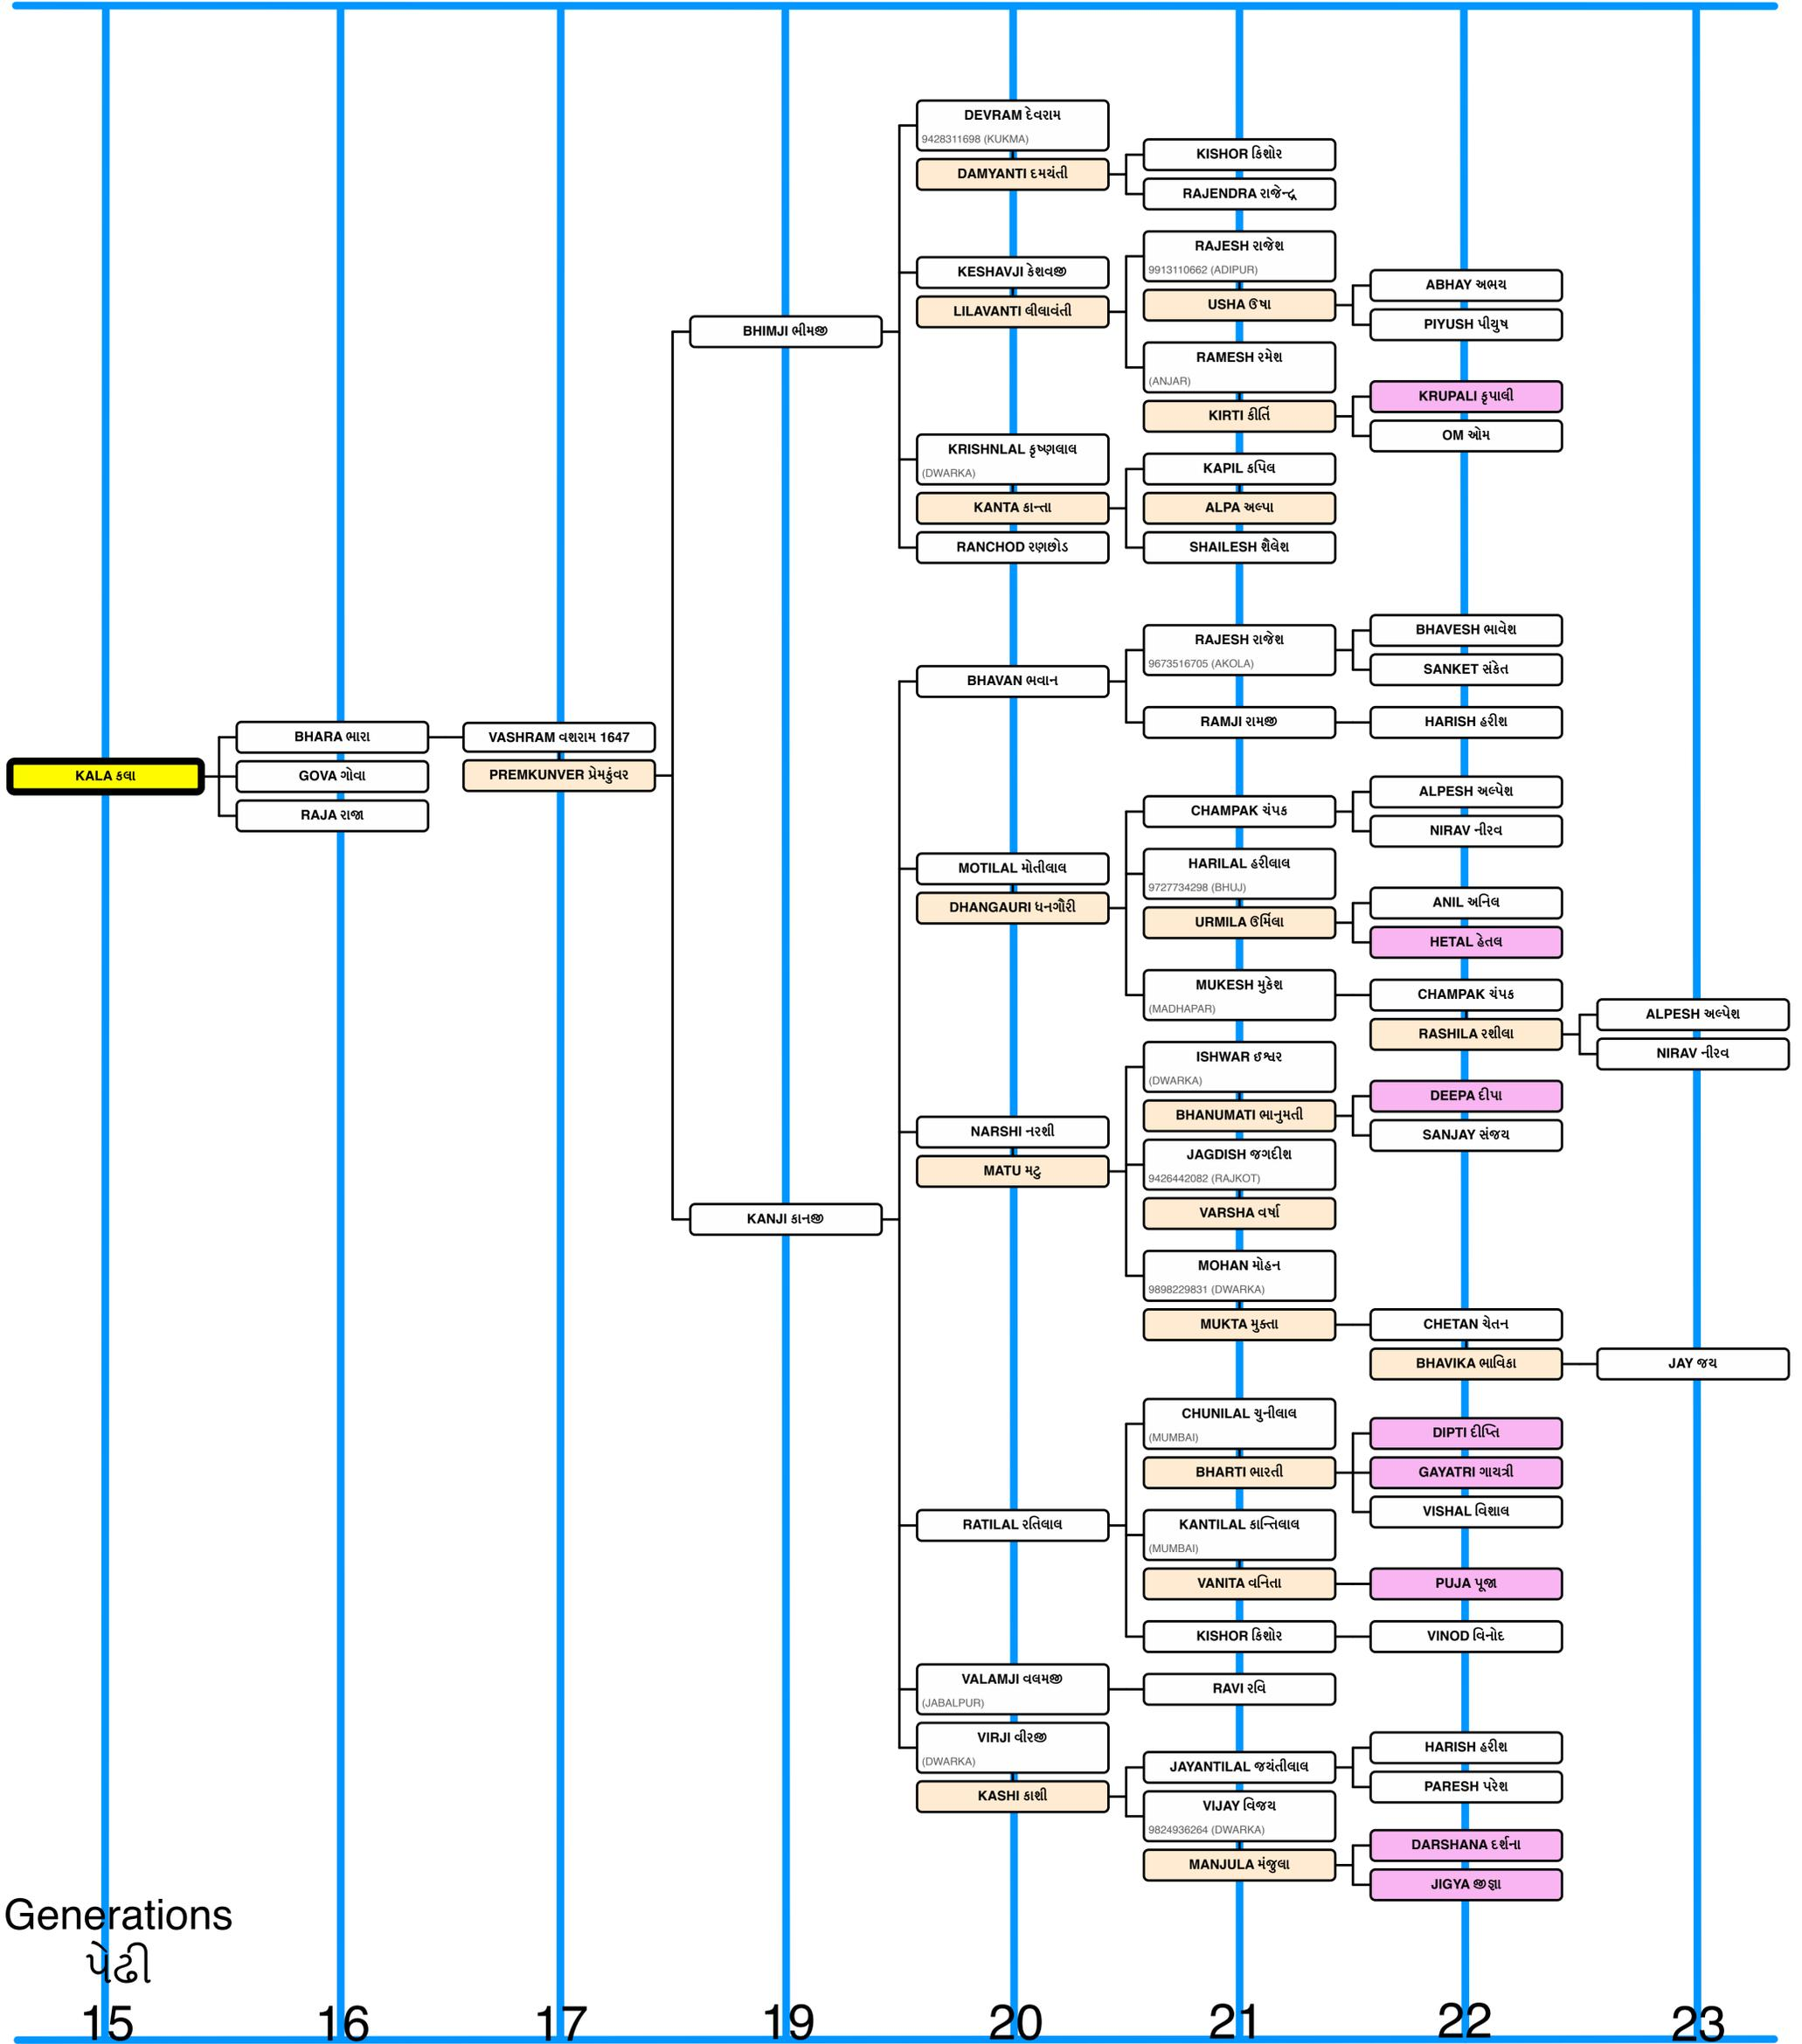 DEVRAM દેવરામ
9428311698 (KUKMA)
DAMYANTI દમયંતી
KISHOR કિશોર
RAJENDRA રાજેન્દ્ર
RAJESH રાજેશ
9913110662 (ADIPUR)
KESHAVJI કેશવજી
LILAVANTI લીલાવંતી
USHA ઉષા
ABHAY અભય
PIYUSH પીયુષ
BHIMJI ભીમજી
RAMESH રમેશ
(ANJAR)
KIRTI કીર્તિ
KRUPALI કૃપાલી
OM ઓમ
KRISHNLAL કૃષ્ણલાલ
(DWARKA)
KANTA કાન્તા
RANCHOD રણછોડ
KAPIL કપિલ
ALPA અલ્પા
SHAILESH શૈલેશ
BHAVAN ભવાન
RAJESH રાજેશ
9673516705 (AKOLA)
BHAVESH ભાવેશ
SANKET સંકેત
RAMJI રામજી
HARISH હરીશ
KALA કલા
BHARA ભારા
GOVA ગોવા
RAJA રાજા
VASHRAM વશરામ 1647
PREMKUNVER પ્રેમકુંવર
MOTILAL મોતીલાલ
DHANGAURI ધનગૌરી
CHAMPAK ચંપક
ALPESH અલ્પેશ
NIRAV નીરવ
HARILAL હરીલાલ
9727734298 (BHUJ)
URMILA ઉર્મિલા
ANIL અનિલ
HETAL હેતલ
MUKESH મુકેશ
(MADHAPAR)
CHAMPAK ચંપક
RASHILA રશીલા
ALPESH અલ્પેશ
NIRAV નીરવ
KANJI કાનજી
NARSHI નરશી
MATU મટુ
ISHWAR ઈશ્વર
(DWARKA)
BHANUMATI ભાનુમતી
DEEPA દીપા
SANJAY સંજય
JAGDISH જગદીશ
9426442082 (RAJKOT)
VARSHA વર્ષા
MOHAN મોહન
9898229831 (DWARKA)
MUKTA મુક્તા
CHETAN ચેતન
BHAVIKA ભાવિકા
JAY જય
RATILAL રતિલાલ
CHUNILAL ચુનીલાલ
(MUMBAI)
BHARTI ભારતી
DIPTI દીપ્તિ
GAYATRI ગાયત્રી
VISHAL વિશાલ
KANTILAL કાન્તિલાલ
(MUMBAI)
VANITA વનિતા
PUJA પૂજા
KISHOR કિશોર
VINOD વિનોદ
VALAMJI વલમજી
(JABALPUR)
RAVI રવિ
VIRJI વીરજી
(DWARKA)
KASHI કાશી
JAYANTILAL જયંતીલાલ
HARISH હરીશ
PARESH પરેશ
VIJAY વિજય
9824936264 (DWARKA)
MANJULA મંજુલા
DARSHANA દર્શના
JIGYA જીજ્ઞા
Generations
પેઢી
15 16 17 19 20 21 22 23